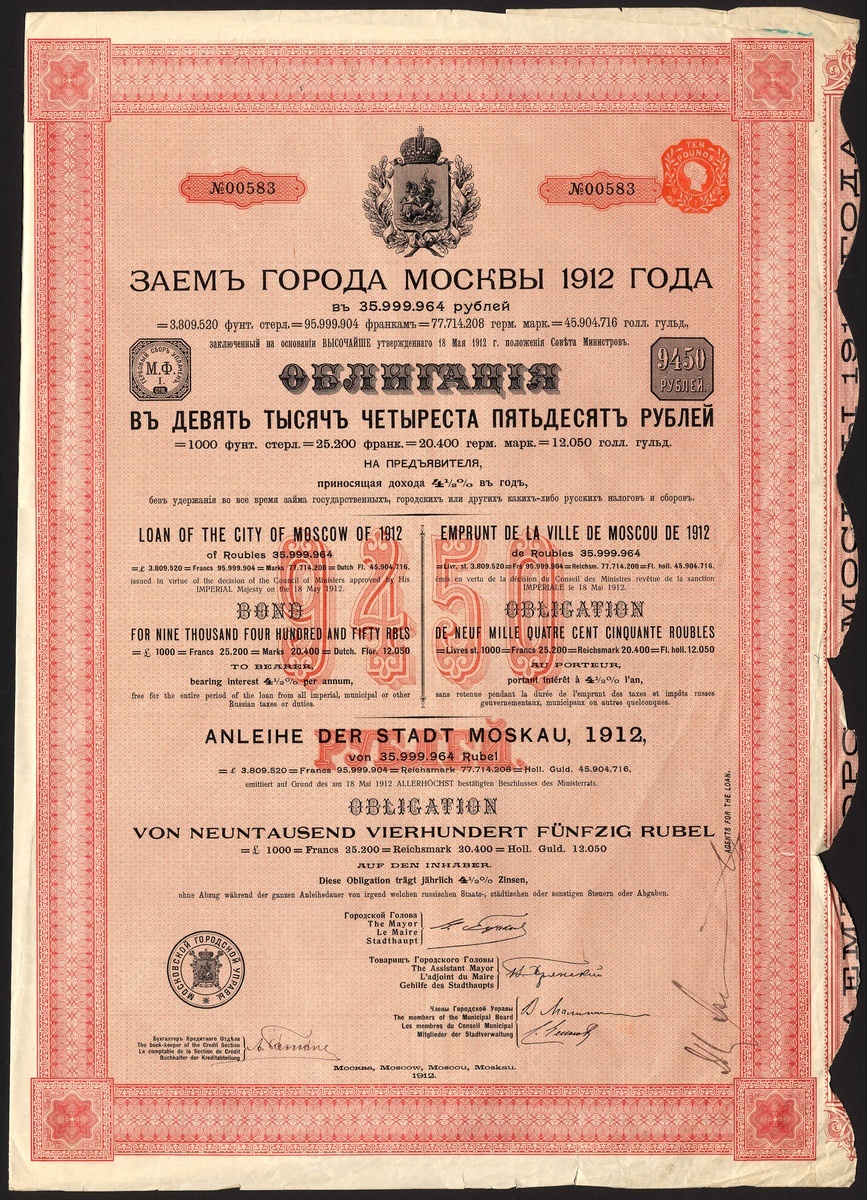 №00583
№00583
TEN POUNDS
ЗАЕМЪ ГОРОДА МОСКВЫ 1912 ГОДА
въ 35.999.964 рублей
=3.809.520 фунт. стерл.=95.999.904 франкамъ=77.714.208 герм. марк.=45.904.716 голл. гульд.,
заключенный на основанiи ВЫСОЧАЙШЕ утвержденнаго 18 Мая 1912 г. положенiя Совѣта Министровъ.
М.Ф.
I.
ОБЛИГАЦIЯ
9450
РУБЛЕЙ.
ВЪ ДЕВЯТЬ ТЫСЯЧЪ ЧЕТЫРЕСТА ПЯТЬДЕСЯТЪ РУБЛЕЙ
=1000 фунт. стерл.=25.200 франк.=20.400 герм. марк.=12.050 голл. гульд.
НА ПРЕДЪЯВИТЕЛЯ,
приносящая дохода 4½% въ годъ,
безъ удержанiя во все время займа государственныхъ, городскихъ или другихъ какихъ-либо русскихъ налоговъ и сборовъ.
9450
РУБЛЕЙ.
LOAN OF THE CITY OF MOSCOW OF 1912
of Roubles 35.999.964
=£ 3.809.520=Francs 95.999.904=Marks 77.714.208=Dutch Fl. 45.904.716,
issued in virtue of the decision of the Council of Ministers approved by His
IMPERIAL Majesty on the 18 May 1912.
BOND
FOR NINE THOUSAND FOUR HUNDRED AND FIFTY RBLS
=£ 1000=Francs 25.200=Marks 20.400=Dutch. Flor. 12.050
TO BEARER,
bearing interest 4½% per annum,
free for the entire period of the loan from all imperial, municipal or other
Russian taxes or duties.
EMPRUNT DE LA VILLE DE MOSCOU DE 1912
de Roubles 35.999.964
=Livr. st. 3.809.520=Frs 95.999.904=Reichsm. 77.714.208=Fl. holl. 45.904.716,
émis en vertu de la décision du Conseil des Ministres revêtue de la sanction
IMPÉRIALE le 18 Mai 1912.
OBLIGATION
DE NEUF MILLE QUATRE CENT CINQUANTE ROUBLES
=Livres st. 1000=Francs 25.200=Reichsmark 20.400=Fl. holl. 12.050
AU PORTEUR,
portant intérêt à 4½% l'an,
sans retenue pendant la durée de l'emprunt des taxes et impôts russes
gouvernementaux, municipaux ou autres quelconques.
ANLEIHE DER STADT MOSKAU, 1912,
von 35.999.964 Rubel
=£ 3.809.520=Francs 95.999.904=Reichsmark 77.714.208=Holl. Guld. 45.904.716,
emittiert auf Grund des am 18 Mai 1912 ALLERHÖCHST bestätigten Beschlusses des Ministerrats.
OBLIGATION
VON NEUNTAUSEND VIERHUNDERT FÜNFZIG RUBEL
=£ 1000=Francs 25.200=Reichsmark 20.400=Holl. Guld. 12.050
AUF DEN INHABER.
Diese Obligation trägt jährlich 4½% Zinsen,
ohne Abzug während der ganzen Anleihedauer von irgend welchen russischen Staats-, städtischen oder sonstigen Steuern oder Abgaben.
AGENTS FOR THE LOAN.
Городской Голова
The Mayor
Le Maire
Stadthaupt
Товарищъ Городского Головы
The Assistant Mayor
L'adjoint du Maire
Gehilfe des Stadthaupts
Члены Городской Управы
The members of the Municipal Board
Les membres du Conseil Municipal
Mitglieder der Stadtverwaltung
МОСКОВСКОЙ ГОРОДСКОЙ УПРАВЫ
Бухгалтеръ Кредитнаго Отдѣла
The book-keeper of the Credit Section
Le comptable de la Section de Crédit
Buchhalter der Kreditabteilung
Москва, Moscow, Moscou, Moskau.
1912.